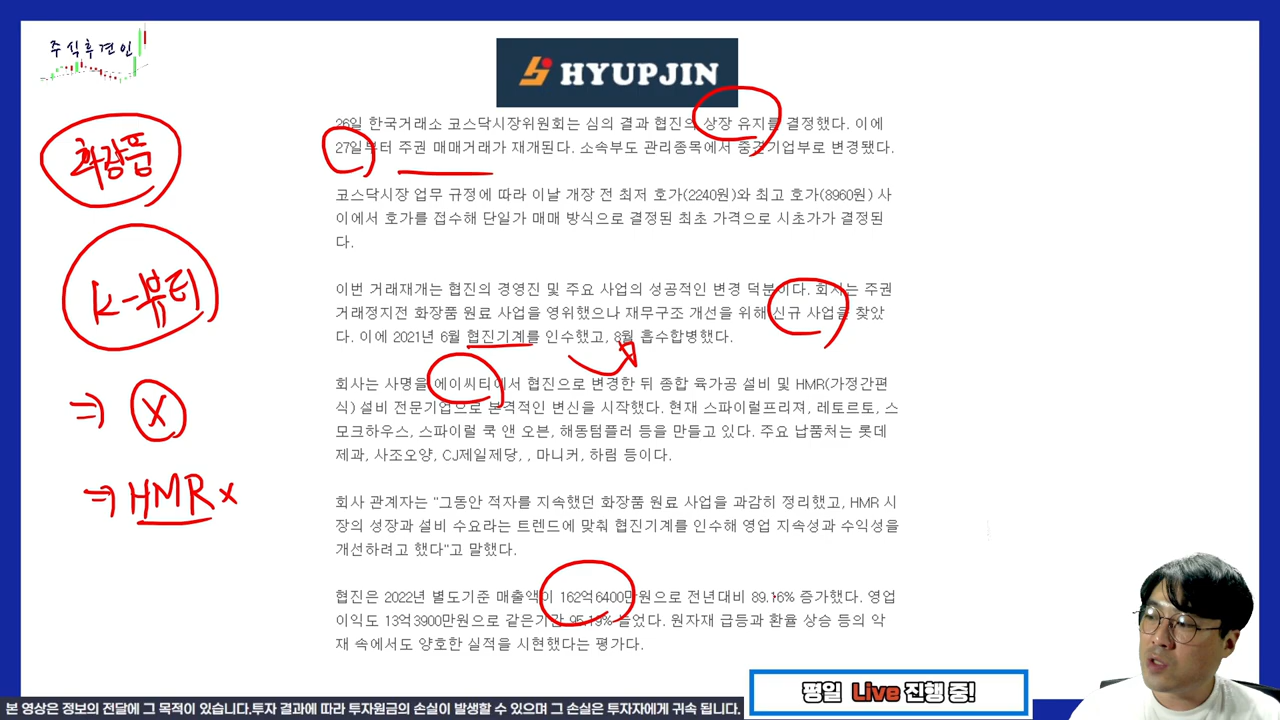 주식후견인
HYUPJIN
화장품
K-뷰티
⇒ X
⇒ HMR x
26일 한국거래소 코스닥시장위원회는 심의 결과 협진의 상장 유지를 결정했다. 이에
27일부터 주권 매매거래가 재개된다. 소속부도 관리종목에서 중견기업부로 변경됐다.
코스닥시장 업무 규정에 따라 이날 개장 전 최저 호가(2240원)와 최고 호가(8960원) 사
이에서 호가를 접수해 단일가 매매 방식으로 결정된 최초 가격으로 시초가가 결정된
다.
이번 거래재개는 협진의 경영진 및 주요 사업의 성공적인 변경 덕분이다. 회사는 주권
거래정지전 화장품 원료 사업을 영위했으나 재무구조 개선을 위해 신규 사업을 찾았
다. 이에 2021년 6월 협진기계를 인수했고, 8월 흡수합병했다.
회사는 사명을 에이씨티에서 협진으로 변경한 뒤 종합 육가공 설비 및 HMR(가정간편
식) 설비 전문기업으로 본격적인 변신을 시작했다. 현재 스파이럴프리져, 레토르토, 스
모크하우스, 스파이럴 쿡 앤 오븐, 해동텀플러 등을 만들고 있다. 주요 납품처는 롯데
제과, 사조오양, CJ제일제당, , 마니커, 하림 등이다.
회사 관계자는 "그동안 적자를 지속했던 화장품 원료 사업을 과감히 정리했고, HMR 시
장의 성장과 설비 수요라는 트렌드에 맞춰 협진기계를 인수해 영업 지속성과 수익성을
개선하려고 했다"고 말했다.
협진은 2022년 별도기준 매출액이 162억6400만원으로 전년대비 89.16% 증가했다. 영업
이익도 13억3900만원으로 같은기간 95.19% 늘었다. 원자재 급등과 환율 상승 등의 악
재 속에서도 양호한 실적을 시현했다는 평가다.
평일 Live 진행 중!
본 영상은 정보의 전달에 그 목적이 있습니다.투자 결과에 따라 투자원금의 손실이 발생할 수 있으며 그 손실은 투자자에게 귀속 됩니다.